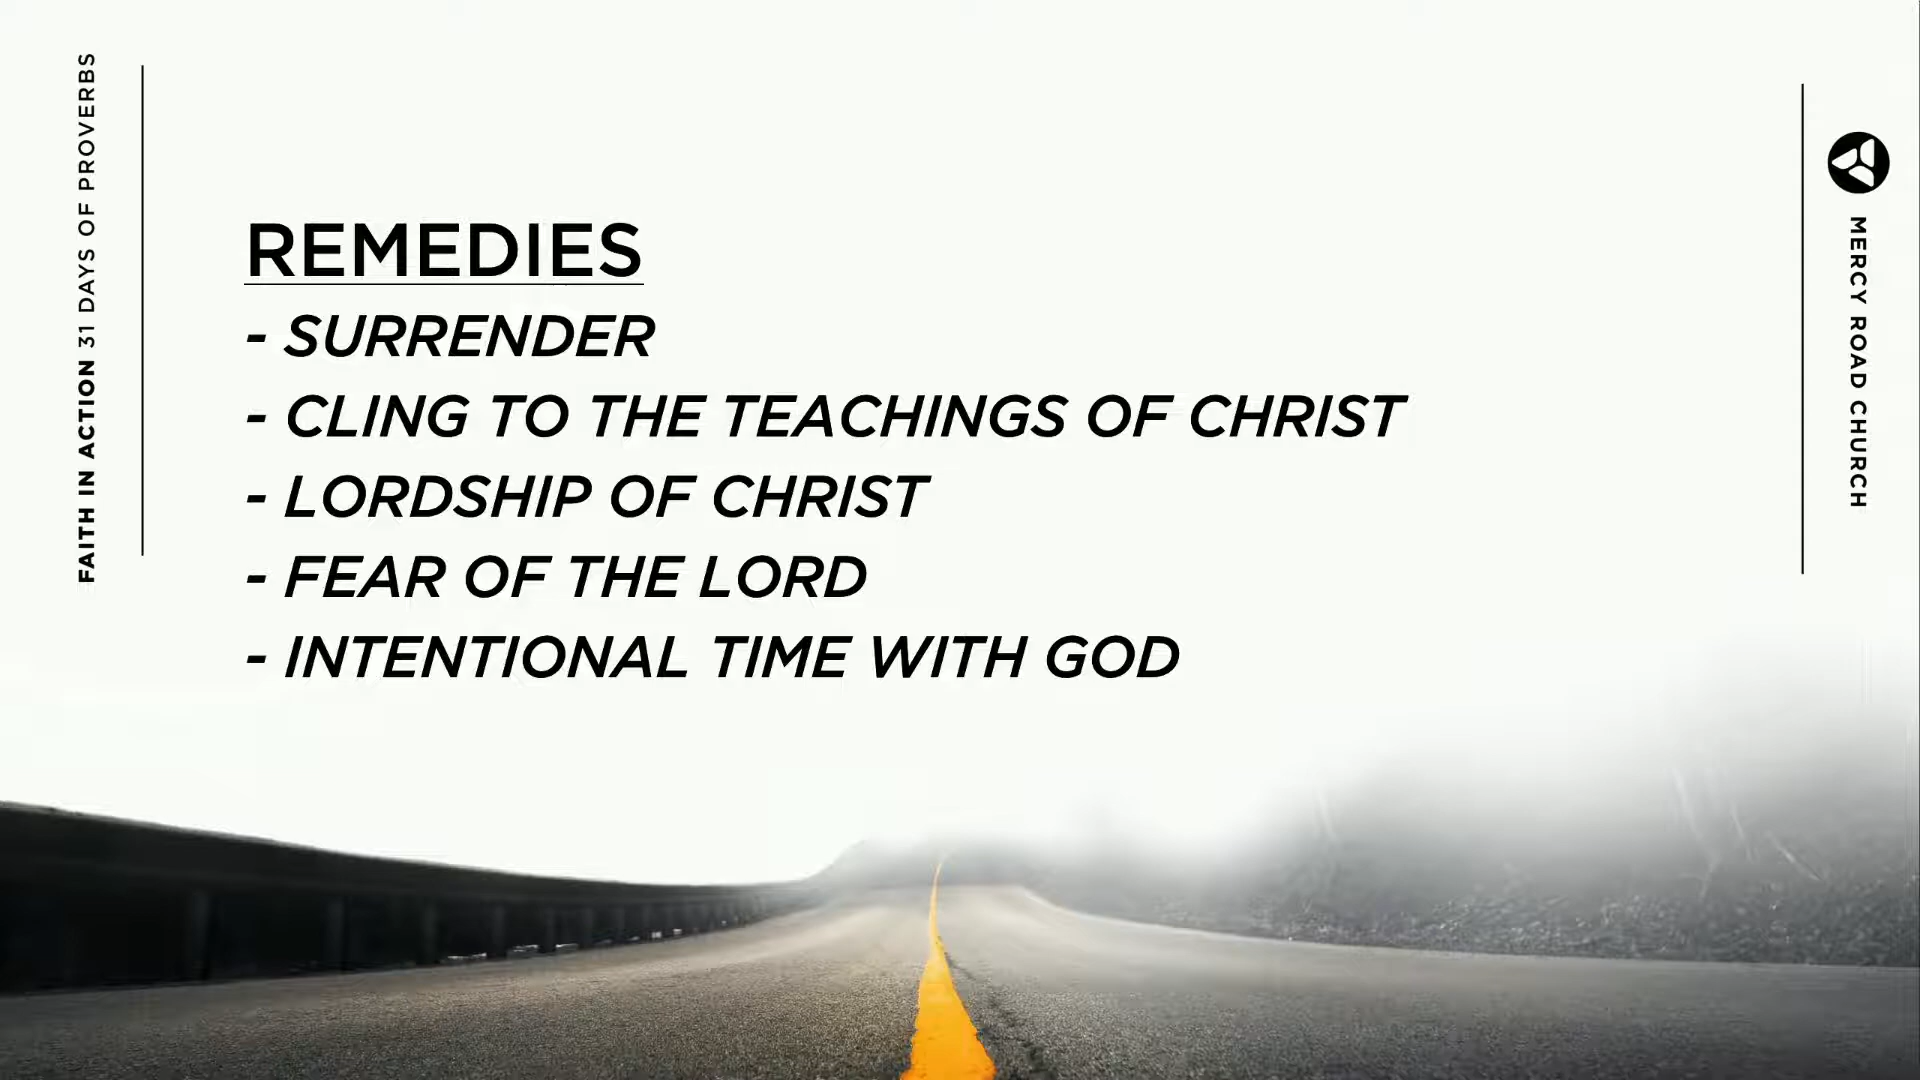 FAITH IN ACTION 31 DAYS OF PROVERBS
REMEDIES
- SURRENDER
- CLING TO THE TEACHINGS OF CHRIST
- LORDSHIP OF CHRIST
- FEAR OF THE LORD
- INTENTIONAL TIME WITH GOD
MERCY ROAD CHURCH